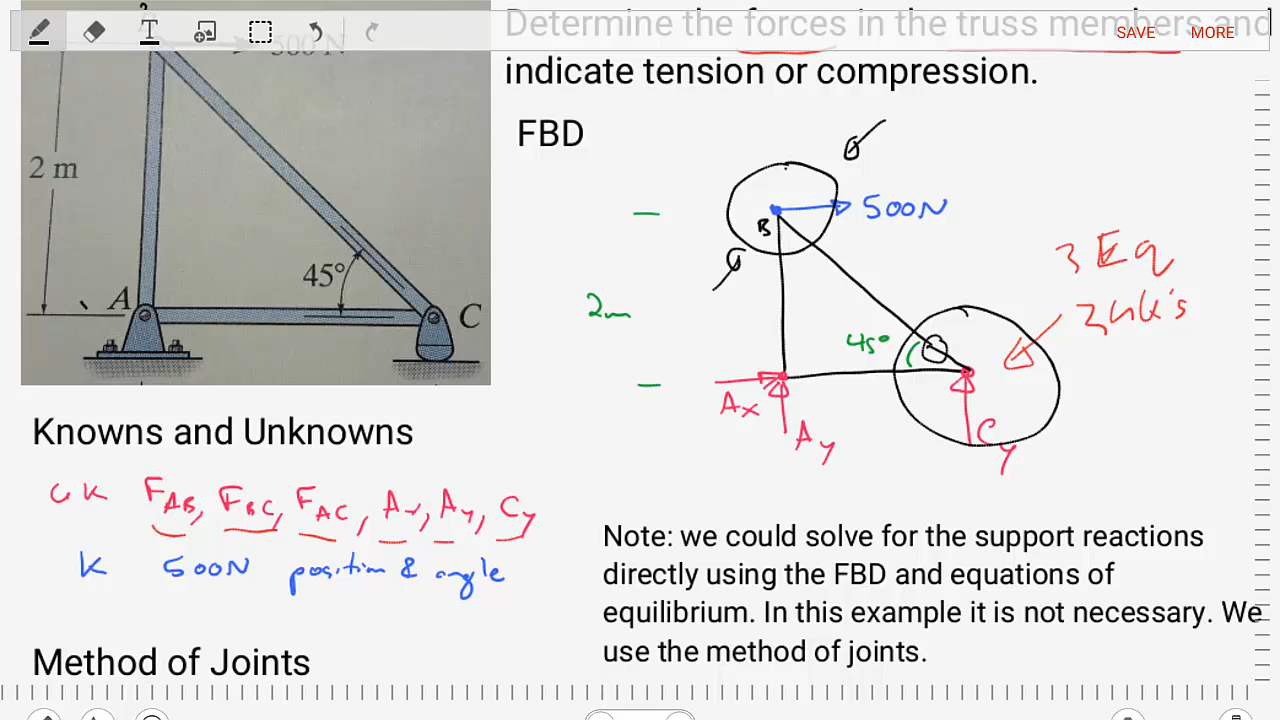 Determine the forces in the truss members and
SAVE
MORE
indicate tension or compression.
500 N
2 m
45°
A
C
FBD
B
500N
2m
45°
Ax
Ay
Cy
3 Eq
Knowns and Unknowns
UK FAB, FBC, FAC, Ax, Ay, Cy
K 500N position & angle
Note: we could solve for the support reactions
directly using the FBD and equations of
equilibrium. In this example it is not necessary. We
use the method of joints.
Method of Joints